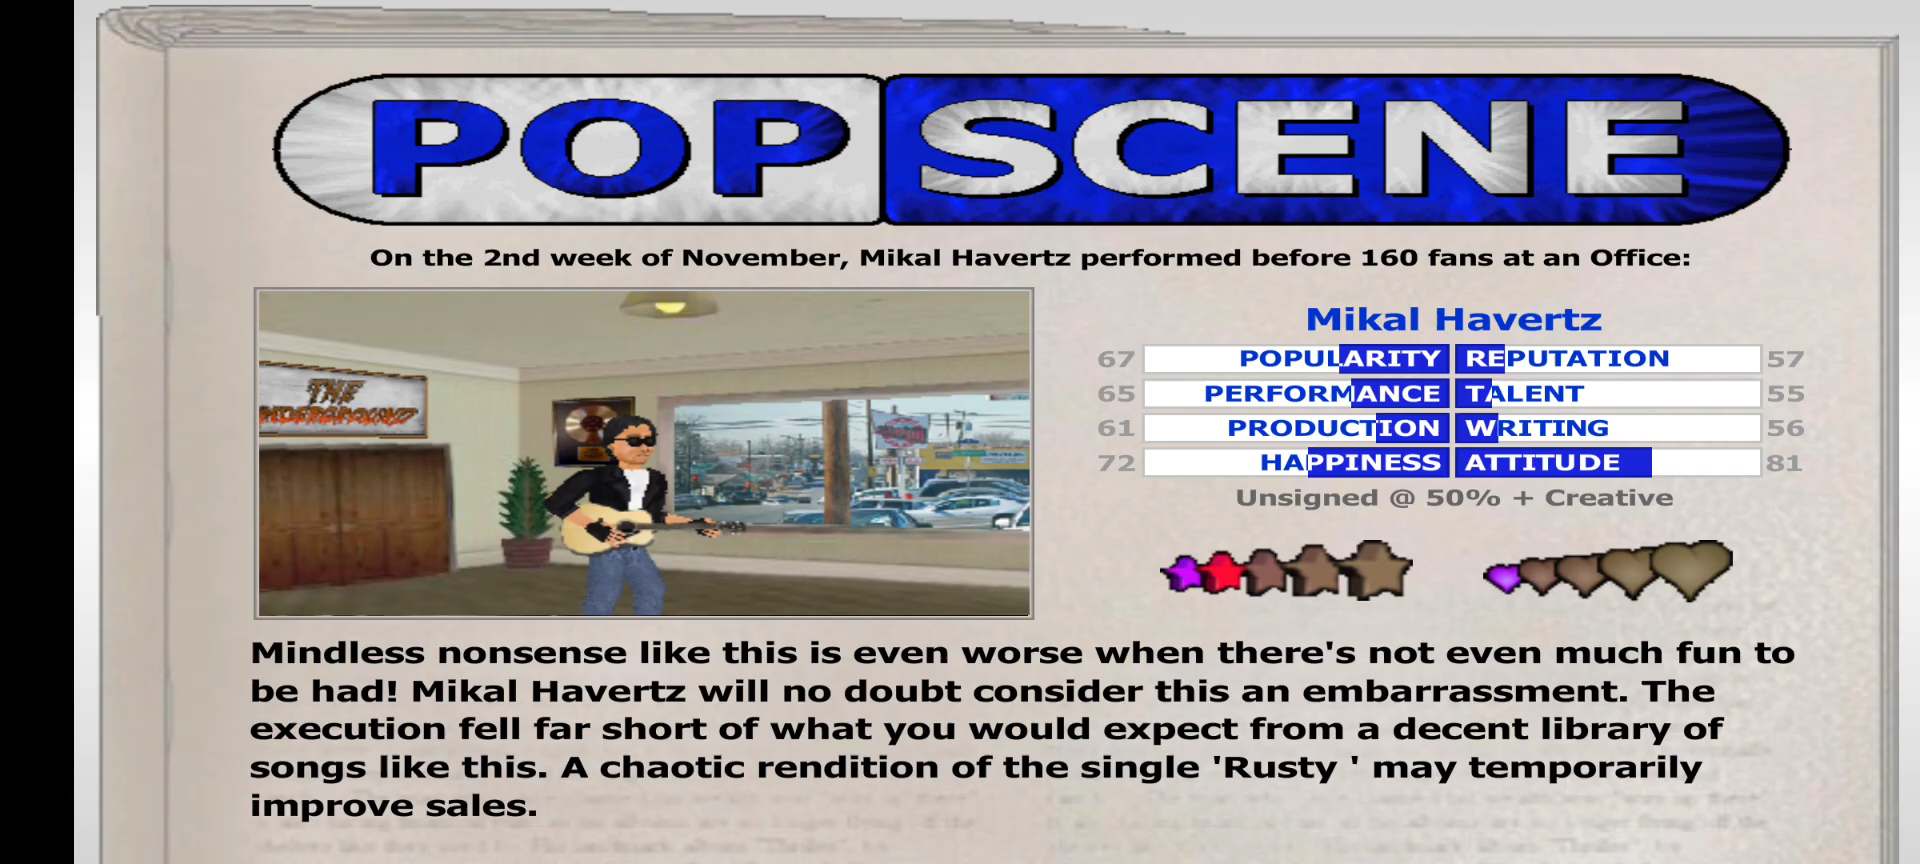 POP SCENE
On the 2nd week of November, Mikal Havertz performed before 160 fans at an Office:
THE
UNDERGROUND
Mikal Havertz
67 POPULARITY REPUTATION 57
65 PERFORMANCE TALENT 55
61 PRODUCTION WRITING 56
72 HAPPINESS ATTITUDE 81
Unsigned @ 50% + Creative
Mindless nonsense like this is even worse when there's not even much fun to
be had! Mikal Havertz will no doubt consider this an embarrassment. The
execution fell far short of what you would expect from a decent library of
songs like this. A chaotic rendition of the single 'Rusty ' may temporarily
improve sales.